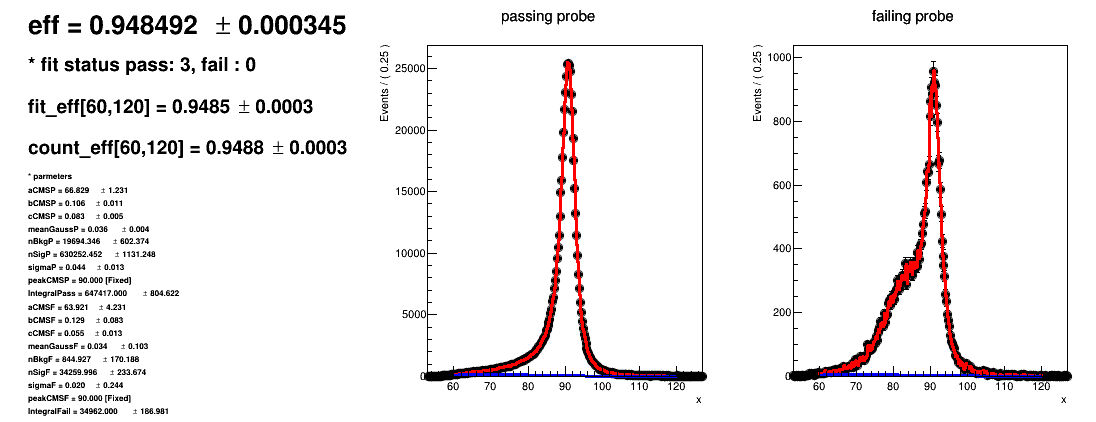 eff = 0.948492 ± 0.000345
* fit status pass: 3, fail : 0
fit_eff[60,120] = 0.9485 ± 0.0003
count_eff[60,120] = 0.9488 ± 0.0003
* parmeters
aCMSP = 66.829 ± 1.231
bCMSP = 0.106 ± 0.011
cCMSP = 0.083 ± 0.005
meanGaussP = 0.036 ± 0.004
nBkgP = 19694.346 ± 602.374
nSigP = 630252.452 ± 1131.248
sigmaP = 0.044 ± 0.013
peakCMSP = 90.000 [Fixed]
IntegralPass = 647417.000 ± 804.622
aCMSF = 63.921 ± 4.231
bCMSF = 0.129 ± 0.083
cCMSF = 0.055 ± 0.013
meanGaussF = 0.034 ± 0.103
nBkgF = 844.927 ± 170.188
nSigF = 34259.996 ± 233.674
sigmaF = 0.020 ± 0.244
peakCMSF = 90.000 [Fixed]
IntegralFail = 34962.000 ± 186.981
passing probe
Events / ( 0.25 )
25000
20000
15000
10000
5000
0
60 70 80 90 100 110 120
x
failing probe
Events / ( 0.25 )
1000
800
600
400
200
0
60 70 80 90 100 110 120
x